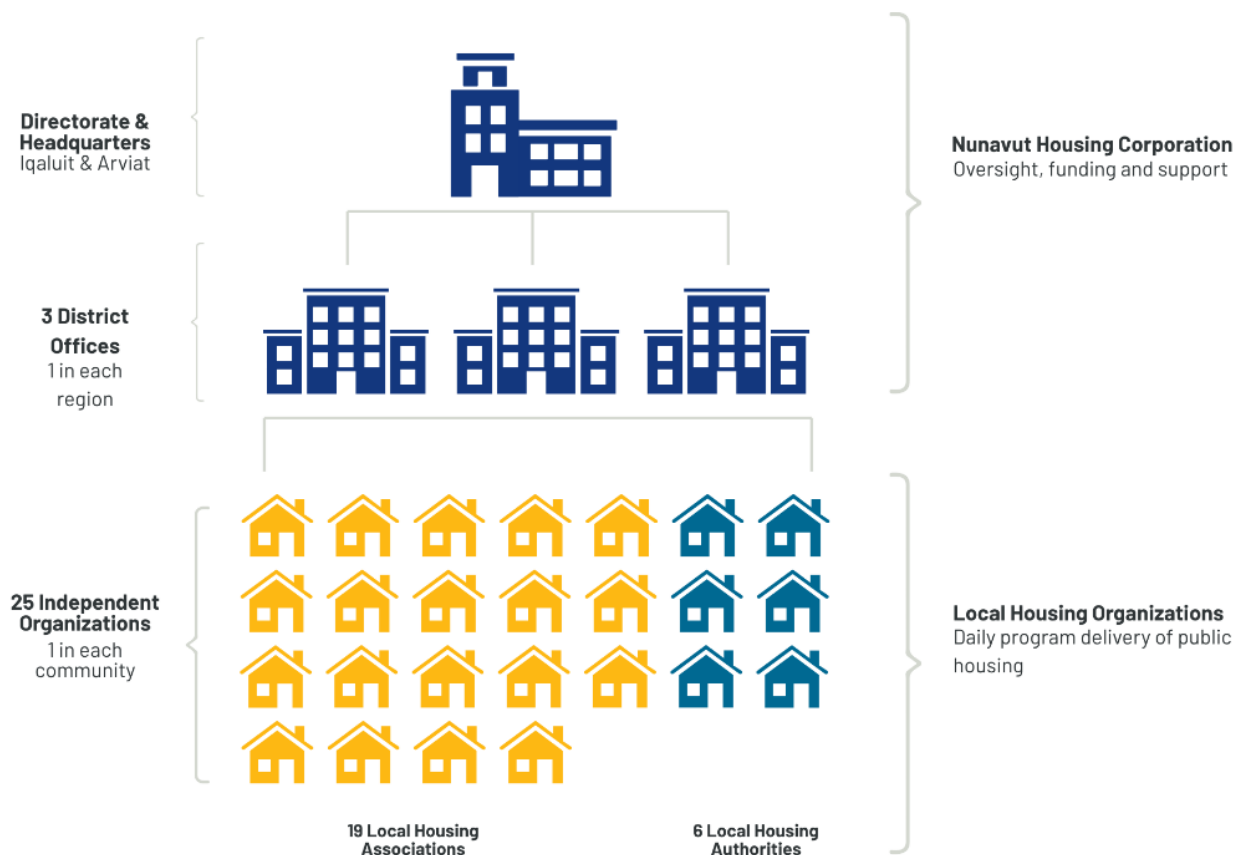 Directorate &
Headquarters
Iqaluit & Arviat
Nunavut Housing Corporation
Oversight, funding and support
3 District
Offices
1 in each
region
25 Independent
Organizations
1 in each
community
Local Housing Organizations
Daily program delivery of public
housing
19 Local Housing
Associations
6 Local Housing
Authorities